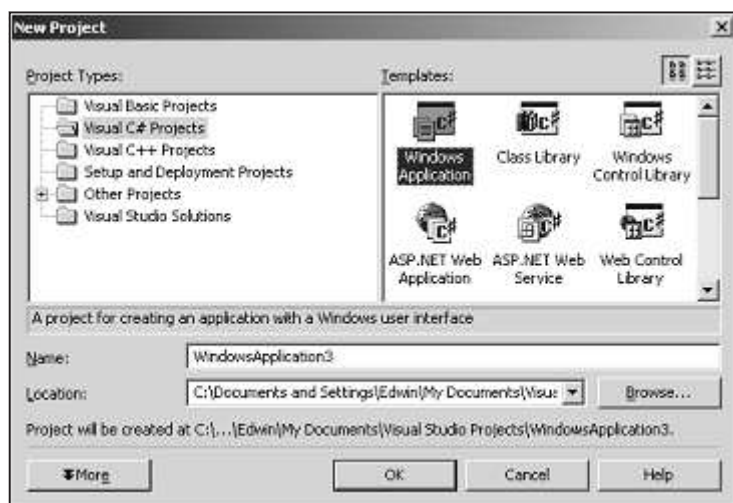 New Project
Project Types:
Templates:
Visual Basic Projects
Visual C# Projects
Visual C++ Projects
Setup and Deployment Projects
Other Projects
Visual Studio Solutions
Windows Application
Class Library
Windows Control Library
ASP.NET Web Application
ASP.NET Web Service
Web Control Library
A project for creating an application with a Windows user interface
Name:
WindowsApplication3
Location:
C:\Documents and Settings\Edwin\My Documents\Visua
Browse...
Project will be created at C:\...\Edwin\My Documents\Visual Studio Projects\WindowsApplication3.
More
OK
Cancel
Help